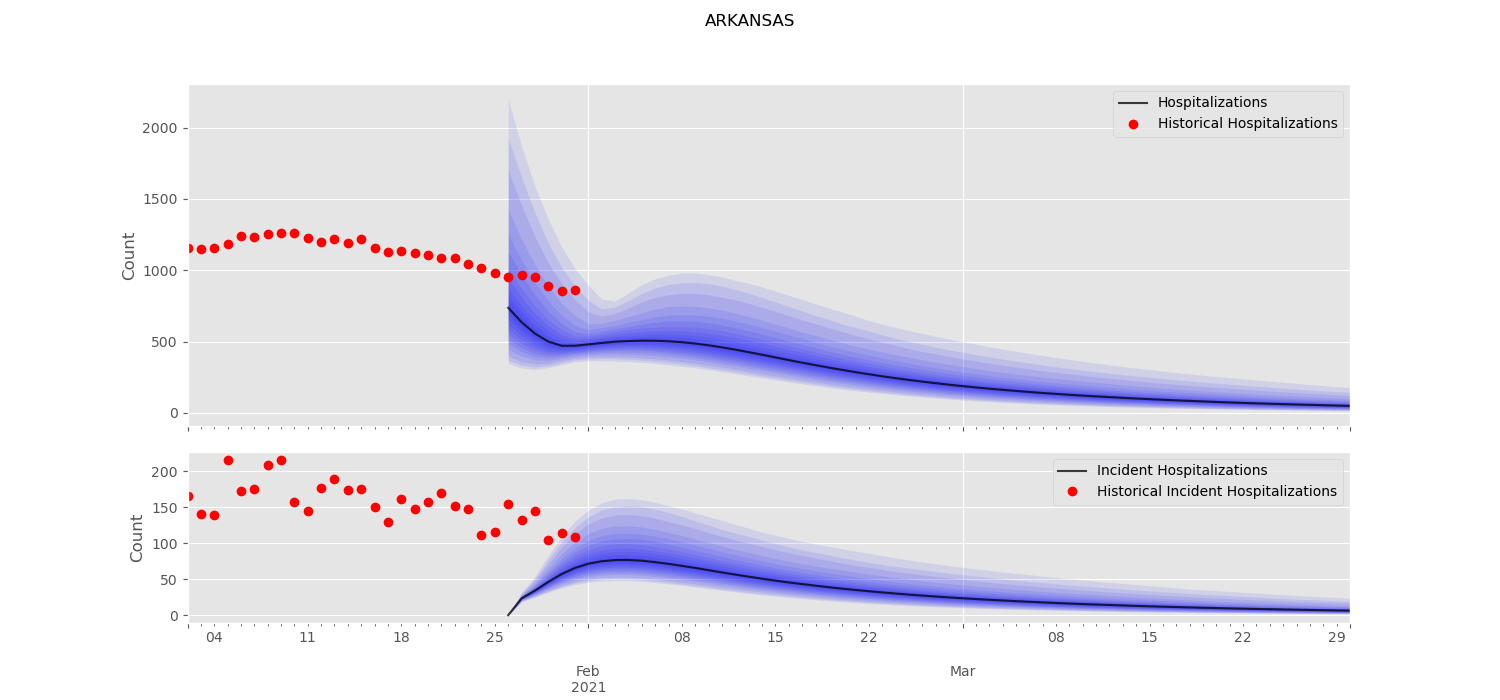 ARKANSAS
Hospitalizations
Historical Hospitalizations
Count
2000
1500
1000
500
0
Incident Hospitalizations
Historical Incident Hospitalizations
Count
200
150
100
50
0
04 11 18 25 08 15 22 08 15 22 29
Feb Mar
2021